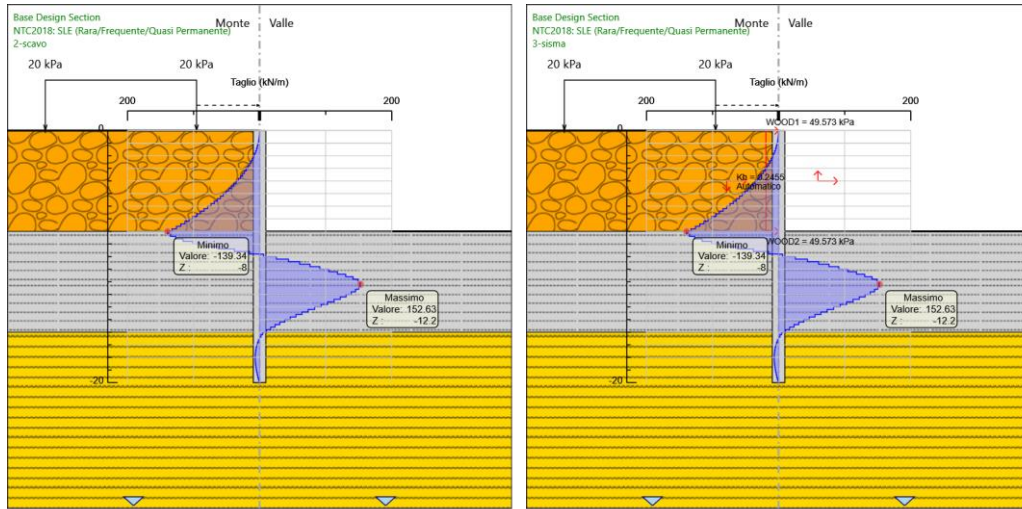 Base Design Section
NTC2018: SLE (Rara/Frequente/Quasi Permanente)
2-scavo
Monte Valle
20 kPa 20 kPa
Taglio (kN/m)
200 200
0
Minimo
Valore: -139.34
Z : -8
Massimo
Valore: 152.63
Z : -12.2
-20
Base Design Section
NTC2018: SLE (Rara/Frequente/Quasi Permanente)
3-sisma
Monte Valle
20 kPa 20 kPa
Taglio (kN/m)
200 200
WOOD1 = 49.573 kPa
0
Kh = 0.2455
Automatico
WOOD2 = 49.573 kPa
Minimo
Valore: -139.34
Z : -8
Massimo
Valore: 152.63
Z : -12.2
-20